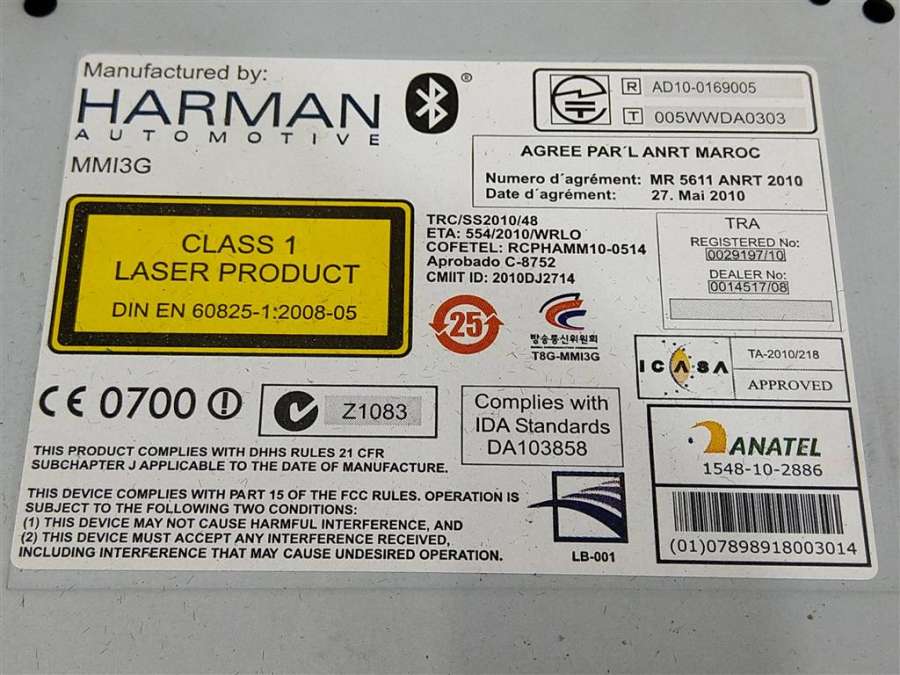 Manufactured by:
HARMAN
AUTOMOTIVE
MMI3G
®
R AD10-0169005
T 005WWDA0303
AGREE PAR´L ANRT MAROC
Numero d´agrément: MR 5611 ANRT 2010
Date d´agrément: 27. Mai 2010
CLASS 1
LASER PRODUCT
DIN EN 60825-1:2008-05
TRC/SS2010/48
ETA: 554/2010/WRLO
COFETEL: RCPHAMM10-0514
Aprobado C-8752
CMIIT ID: 2010DJ2714
TRA
REGISTERED No:
0029197/10
DEALER No:
0014517/08
25
방송통신위원회
T8G-MMI3G
ICASA
TA-2010/218
APPROVED
CE 0700
Z1083
Complies with
IDA Standards
DA103858
ANATEL
1548-10-2886
(01)07898918003014
THIS PRODUCT COMPLIES WITH DHHS RULES 21 CFR
SUBCHAPTER J APPLICABLE TO THE DATE OF MANUFACTURE.
THIS DEVICE COMPLIES WITH PART 15 OF THE FCC RULES. OPERATION IS
SUBJECT TO THE FOLLOWING TWO CONDITIONS:
(1) THIS DEVICE MAY NOT CAUSE HARMFUL INTERFERENCE, AND
(2) THIS DEVICE MUST ACCEPT ANY INTERFERENCE RECEIVED,
INCLUDING INTERFERENCE THAT MAY CAUSE UNDESIRED OPERATION.
LB-001